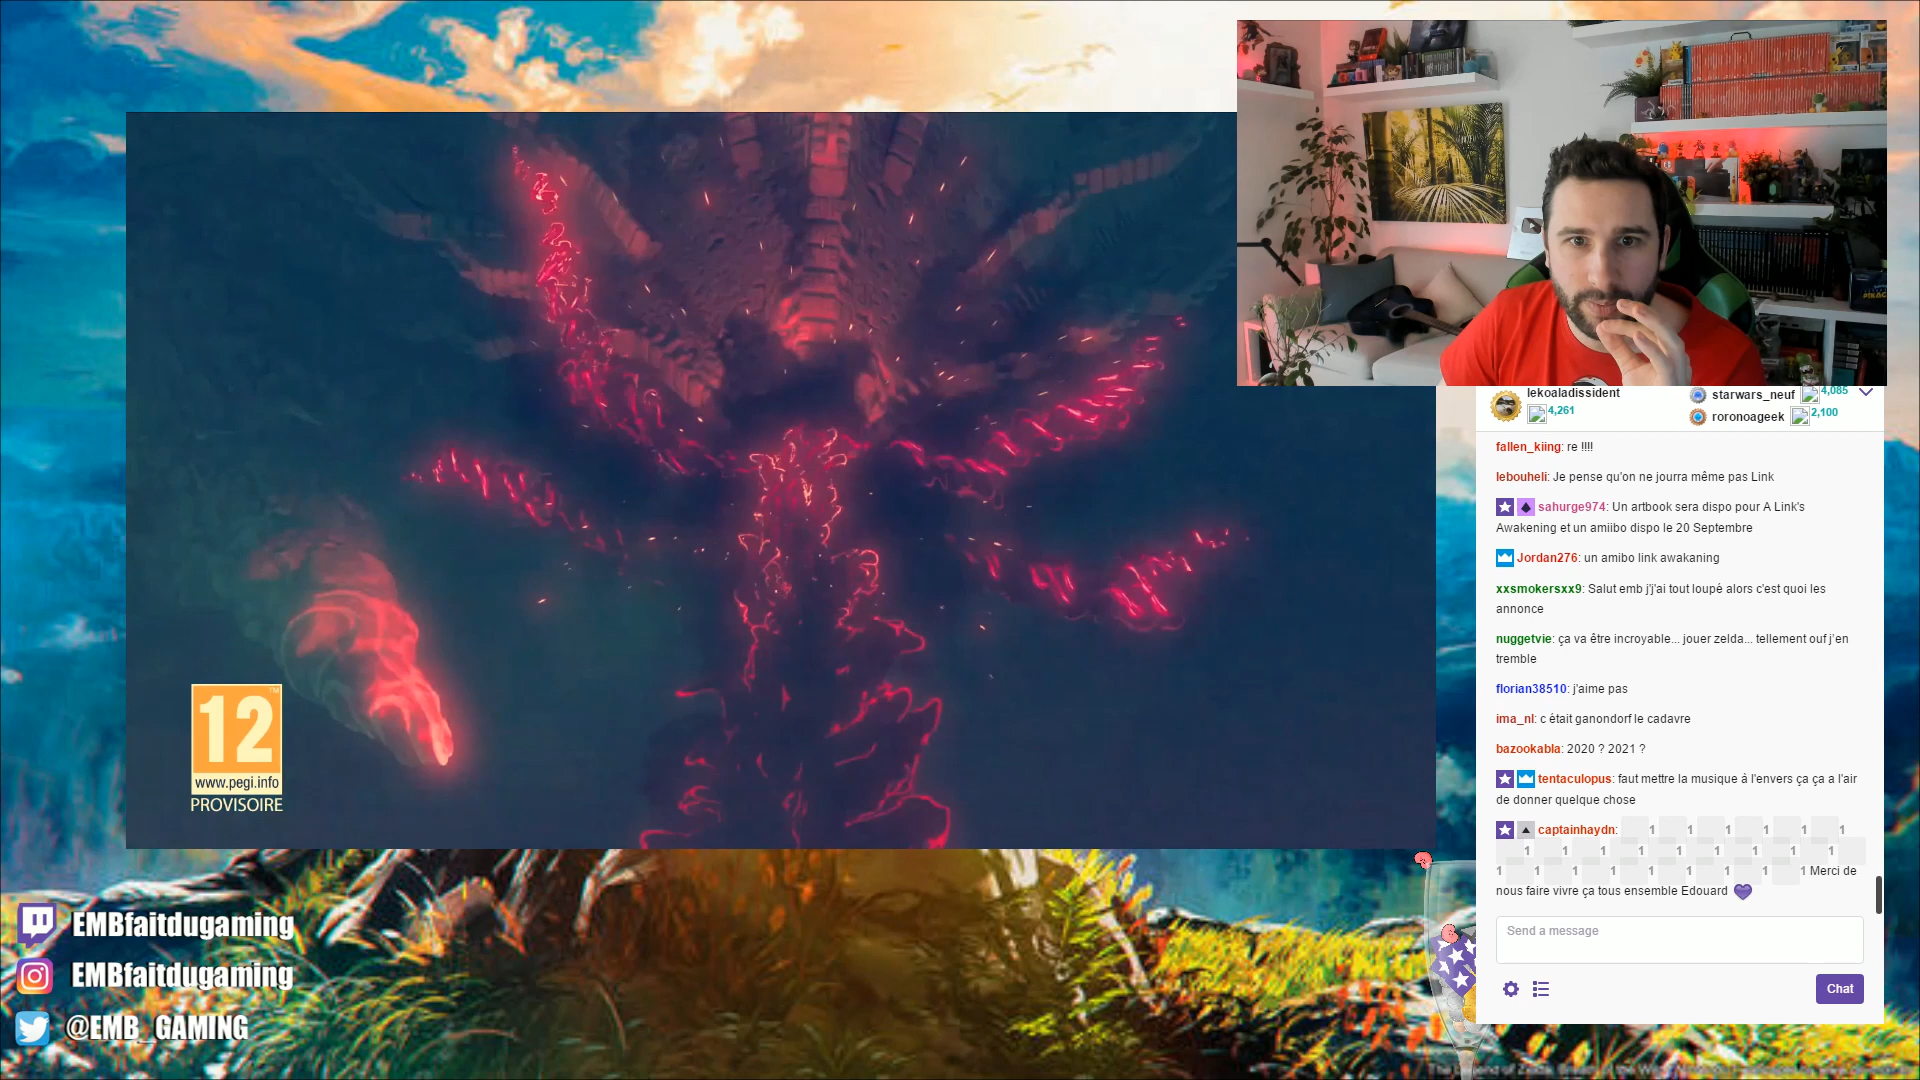 12
™
www.pegi.info
PROVISOIRE
EMBfaitdugaming
EMBfaitdugaming
@EMB_GAMING
lekoaladissident
4,261
starwars_neuf 4,085
roronoageek 2,100
fallen_kiing: re !!!!
lebouheli: Je pense qu'on ne jourra même pas Link
sahurge974: Un artbook sera dispo pour A Link's
Awakening et un amiibo dispo le 20 Septembre
Jordan276: un amibo link awakaning
xxsmokersxx9: Salut emb j'j'ai tout loupé alors c'est quoi les
annonce
nuggetvie: ça va être incroyable... jouer zelda... tellement ouf j'en
tremble
florian38510: j'aime pas
ima_nl: c était ganondorf le cadavre
bazookabla: 2020 ? 2021 ?
tentaculopus: faut mettre la musique à l'envers ça ça a l'air
de donner quelque chose
captainhaydn: 1 1 1 1 1 1
1 1 1 1 1 1 1 1 1
1 1 1 1 1 1 1 1 1 Merci de
nous faire vivre ça tous ensemble Edouard
Send a message
Chat